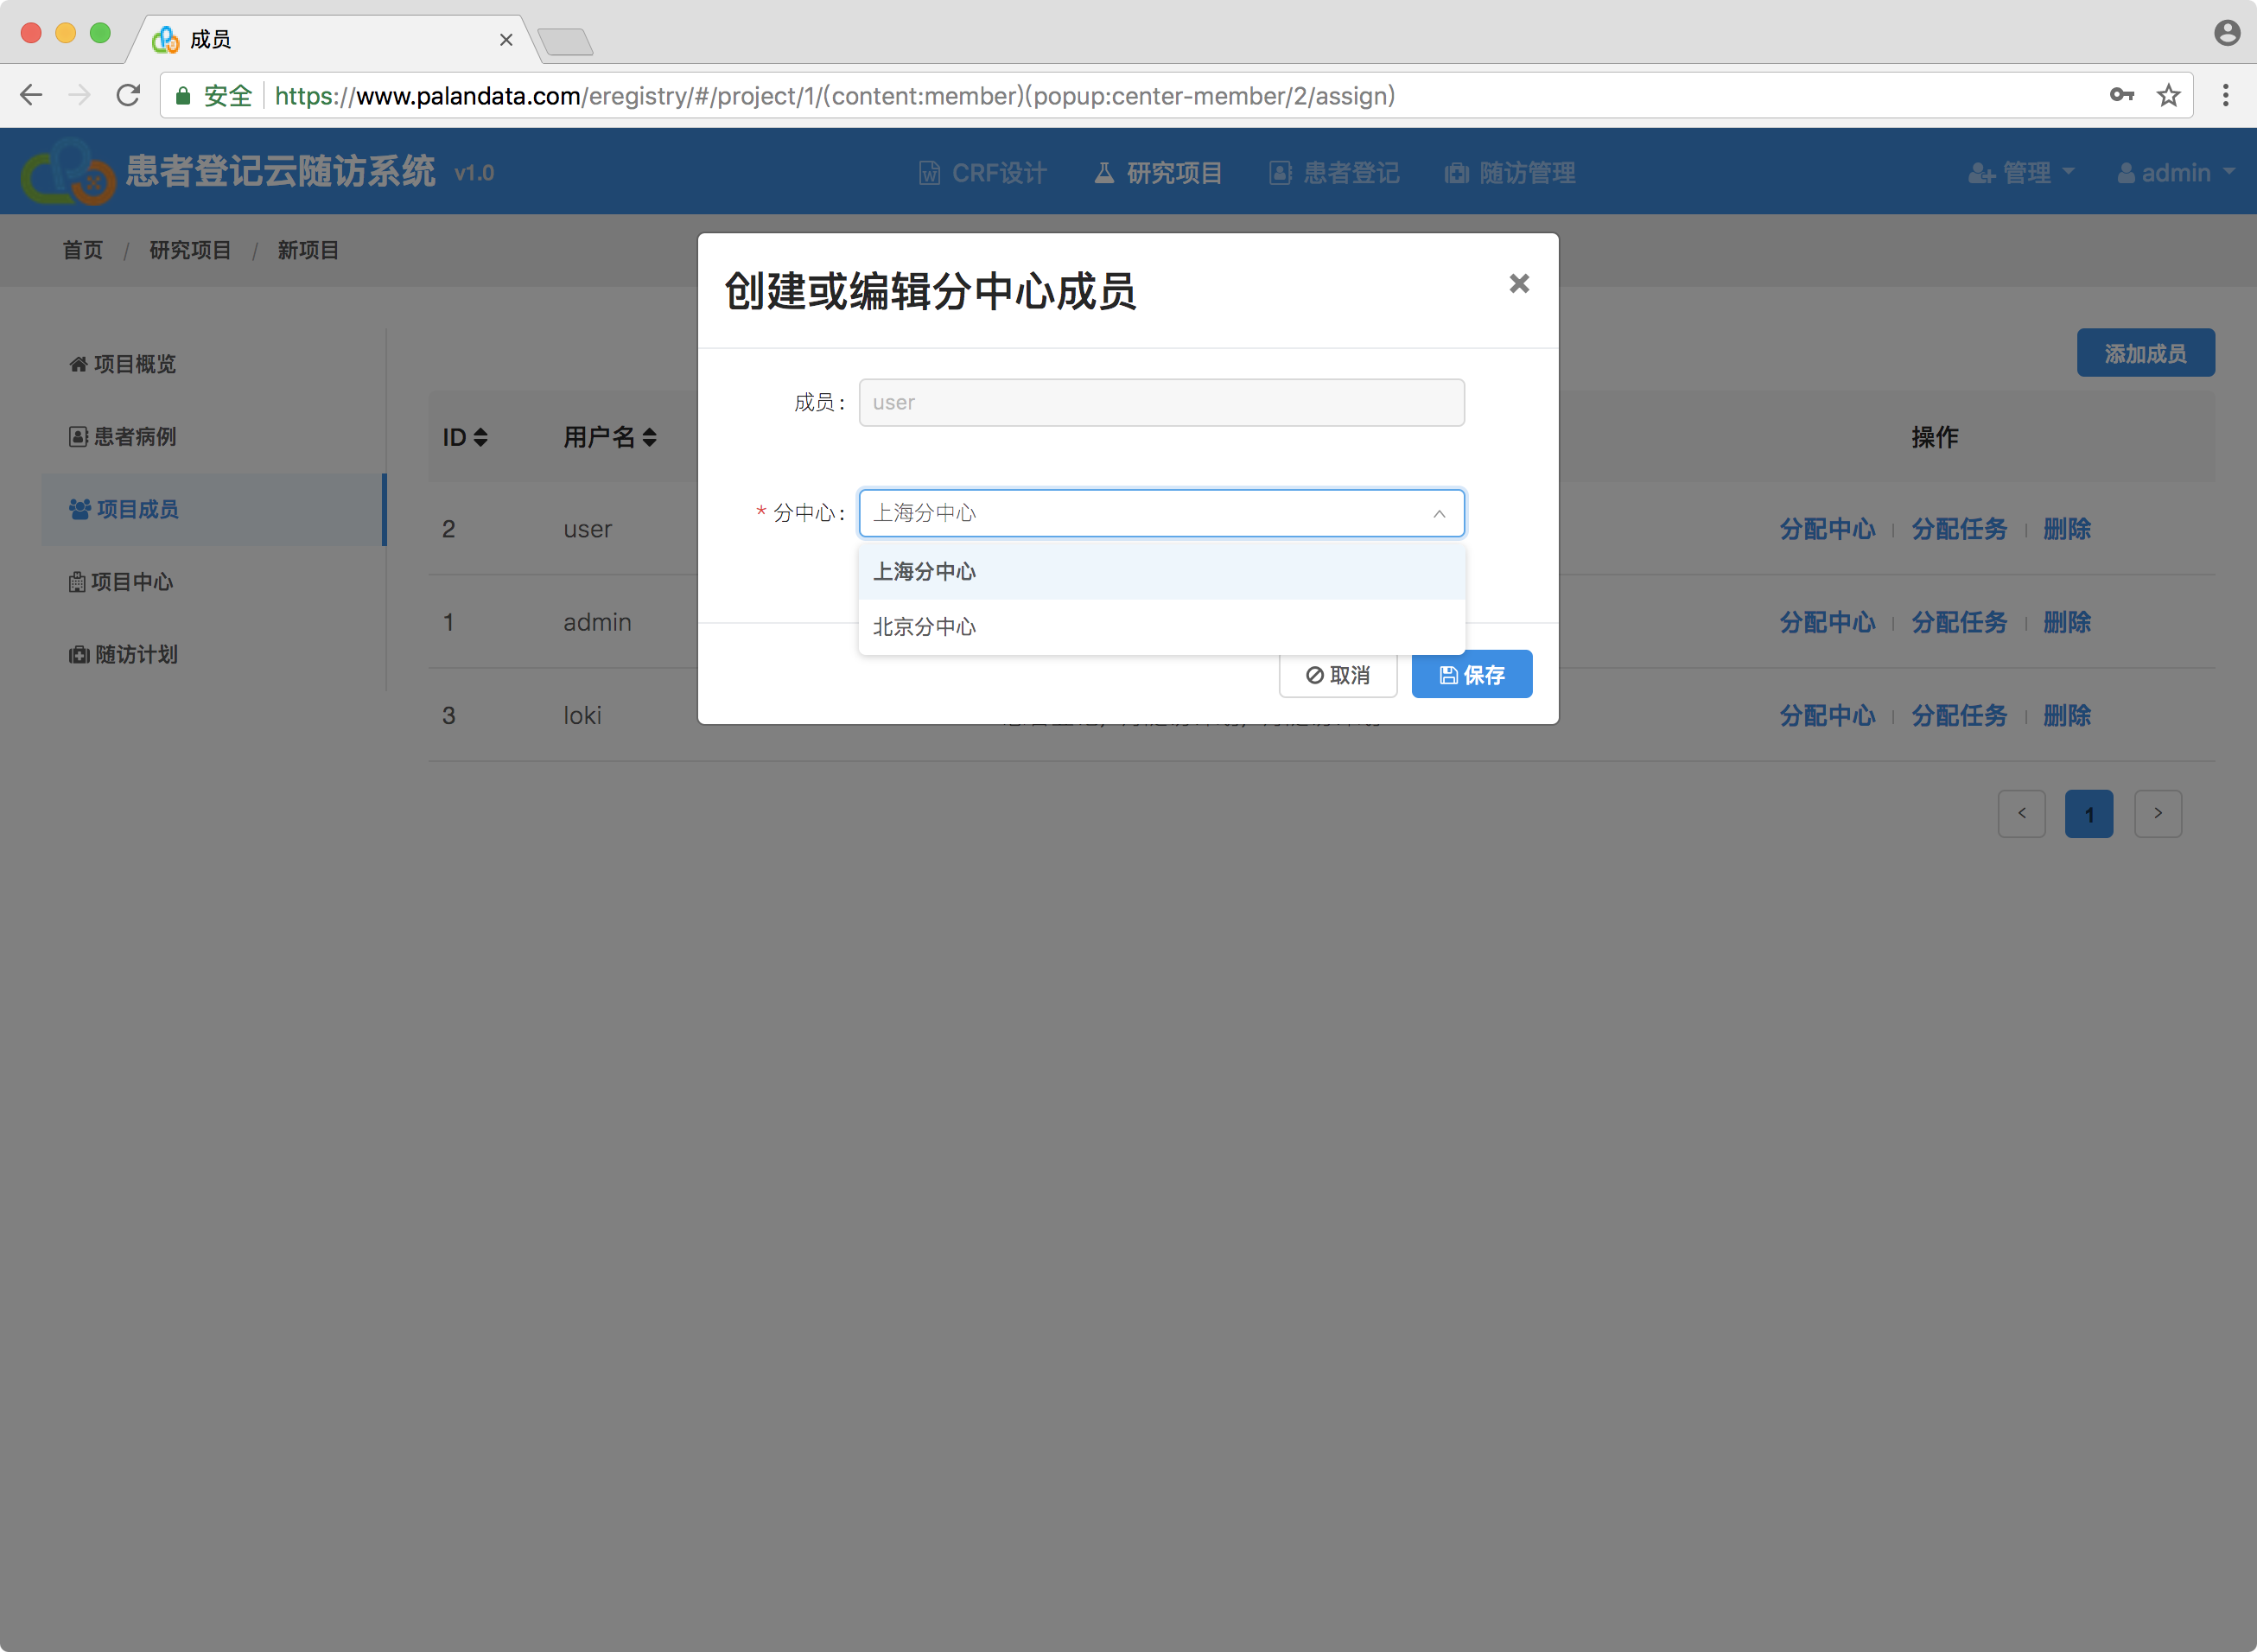 成员
安全 https://www.palandata.com/eregistry/#/project/1/(content:member)(popup:center-member/2/assign)
患者登记云随访系统 v1.0 CRF设计 研究项目 患者登记 随访管理 管理 admin
首页 / 研究项目 / 新项目
创建或编辑分中心成员
添加成员
项目概览
成员 : user
患者病例
ID 用户名 操作
项目成员
* 分中心 : 上海分中心
2 user 分配中心 分配任务 删除
上海分中心
项目中心
北京分中心
1 admin 分配中心 分配任务 删除
随访计划
取消 保存
3 loki 分配中心 分配任务 删除
< 1 >